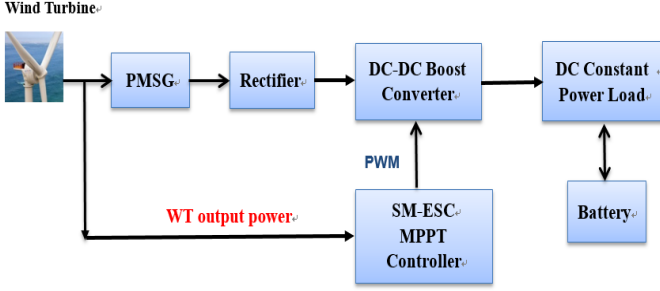 Wind Turbine
PMSG
Rectifier
DC-DC Boost
Converter
DC Constant
Power Load
PWM
WT output power
SM-ESC
MPPT
Controller
Battery